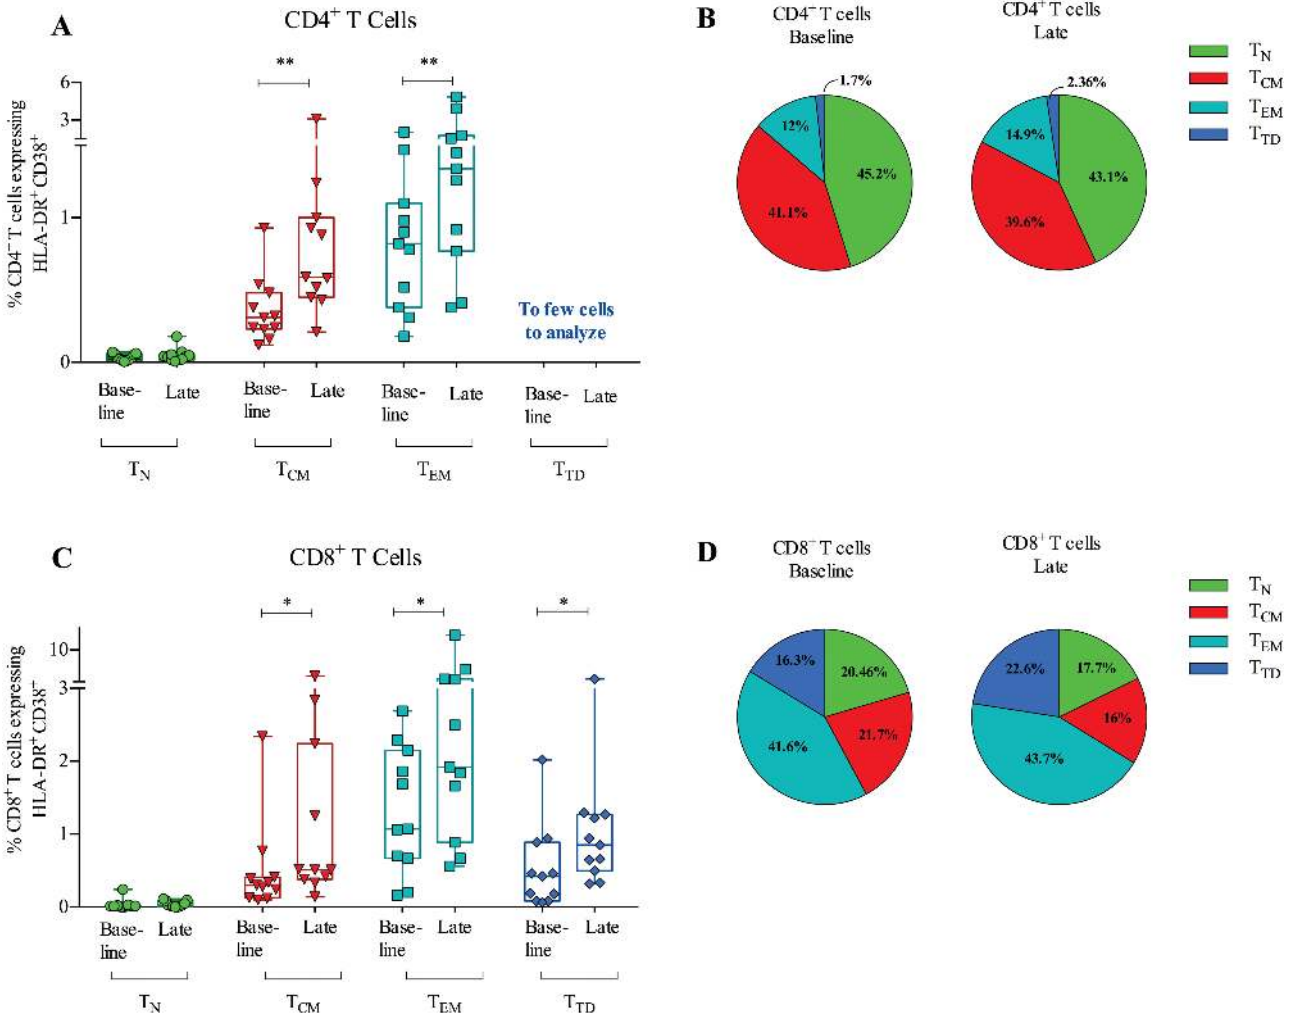 A
CD4+ T Cells
% CD4− T cells expressing
HLA-DR+ CD38+
6
3
1
0
**
**
To few cells
to analyze
Base-
line
Late
Base-
line
Late
Base-
line
Late
Base-
line
Late
TN
TCM
TEM
TTD
B
CD4− T cells
Baseline
1.7%
12%
45.2%
41.1%
CD4+ T cells
Late
2.36%
14.9%
43.1%
39.6%
TN
TCM
TEM
TTD
C
CD8+ T Cells
% CD8+ T cells expressing
HLA-DR+ CD38+
10
3
2
1
0
*
*
*
Base-
line
Late
Base-
line
Late
Base-
line
Late
Base-
line
Late
TN
TCM
TEM
TTD
D
CD8− T cells
Baseline
16.3%
20.46%
41.6%
21.7%
CD8+ T cells
Late
22.6%
17.7%
16%
43.7%
TN
TCM
TEM
TTD